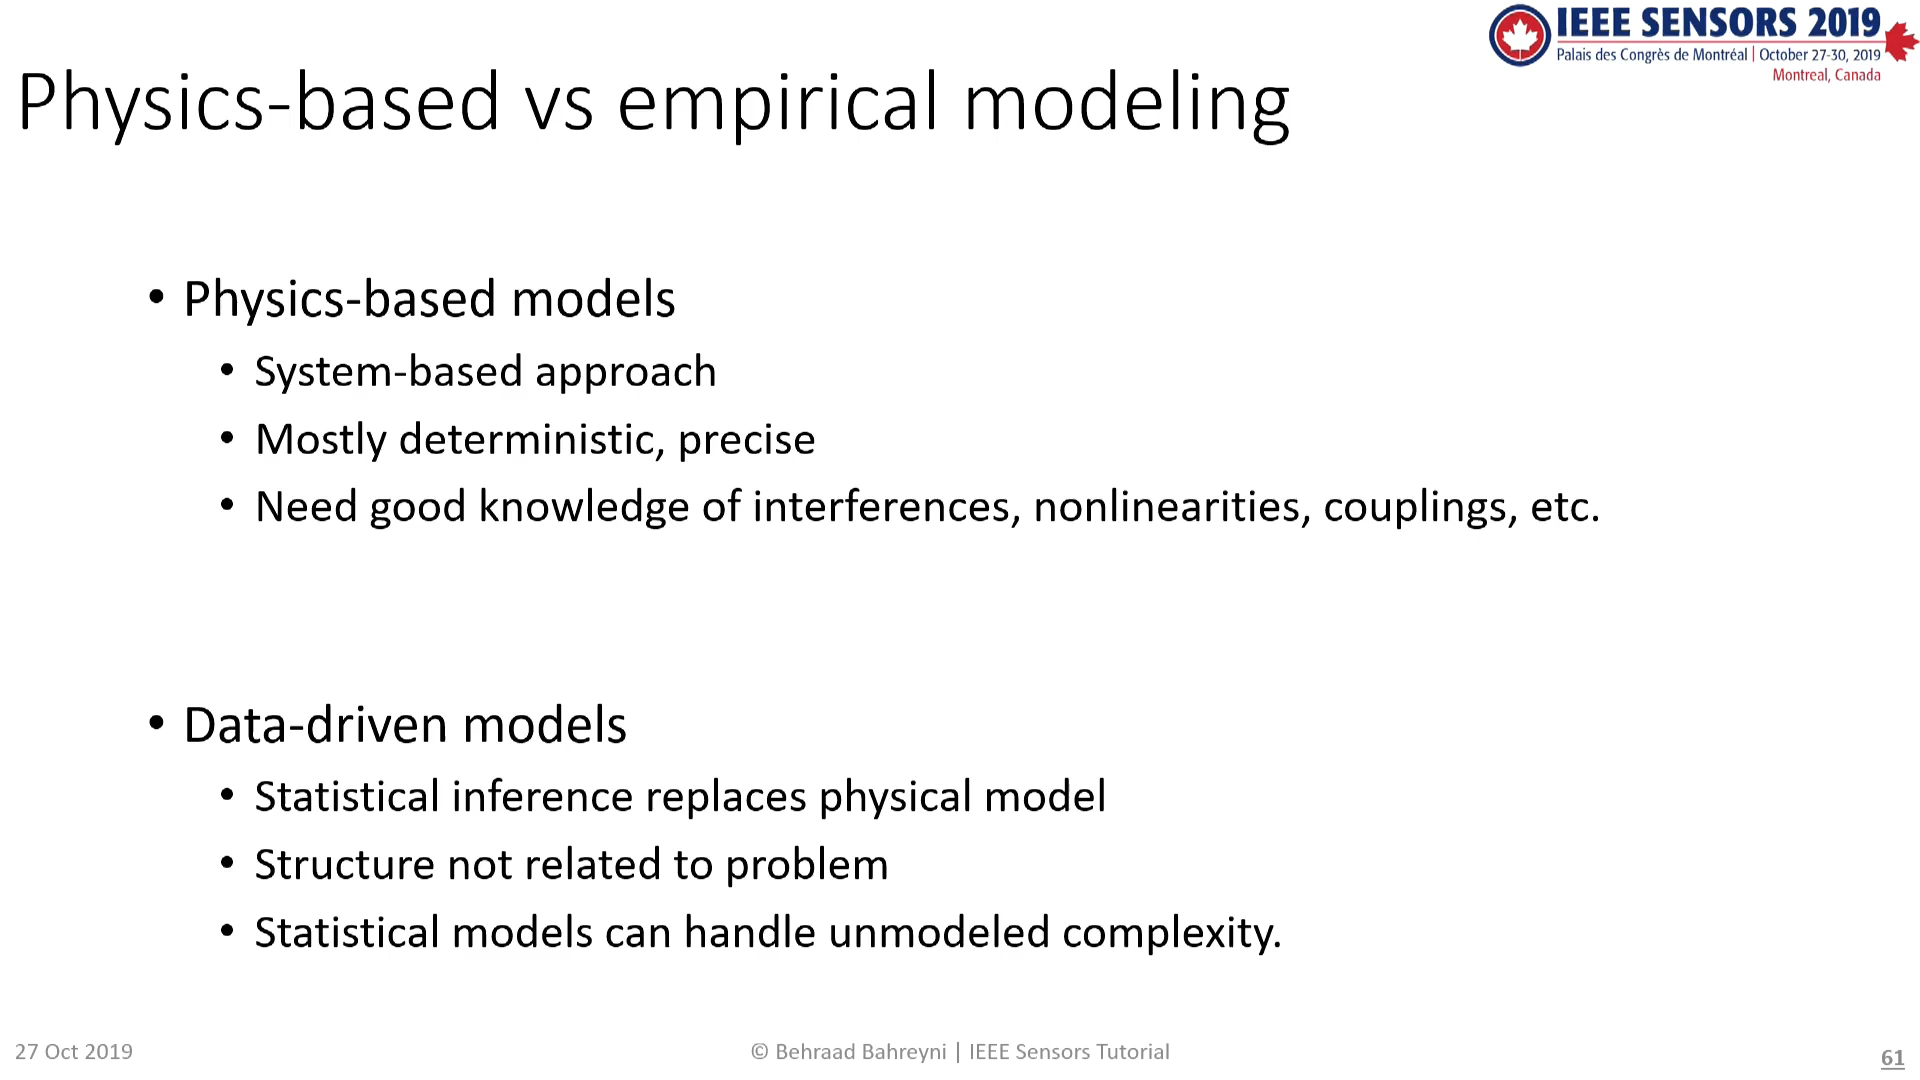 IEEE SENSORS 2019
Palais des Congrès de Montréal | October 27-30, 2019
Montreal, Canada
Physics-based vs empirical modeling
• Physics-based models
• System-based approach
• Mostly deterministic, precise
• Need good knowledge of interferences, nonlinearities, couplings, etc.
• Data-driven models
• Statistical inference replaces physical model
• Structure not related to problem
• Statistical models can handle unmodeled complexity.
27 Oct 2019
© Behraad Bahreyni | IEEE Sensors Tutorial
61